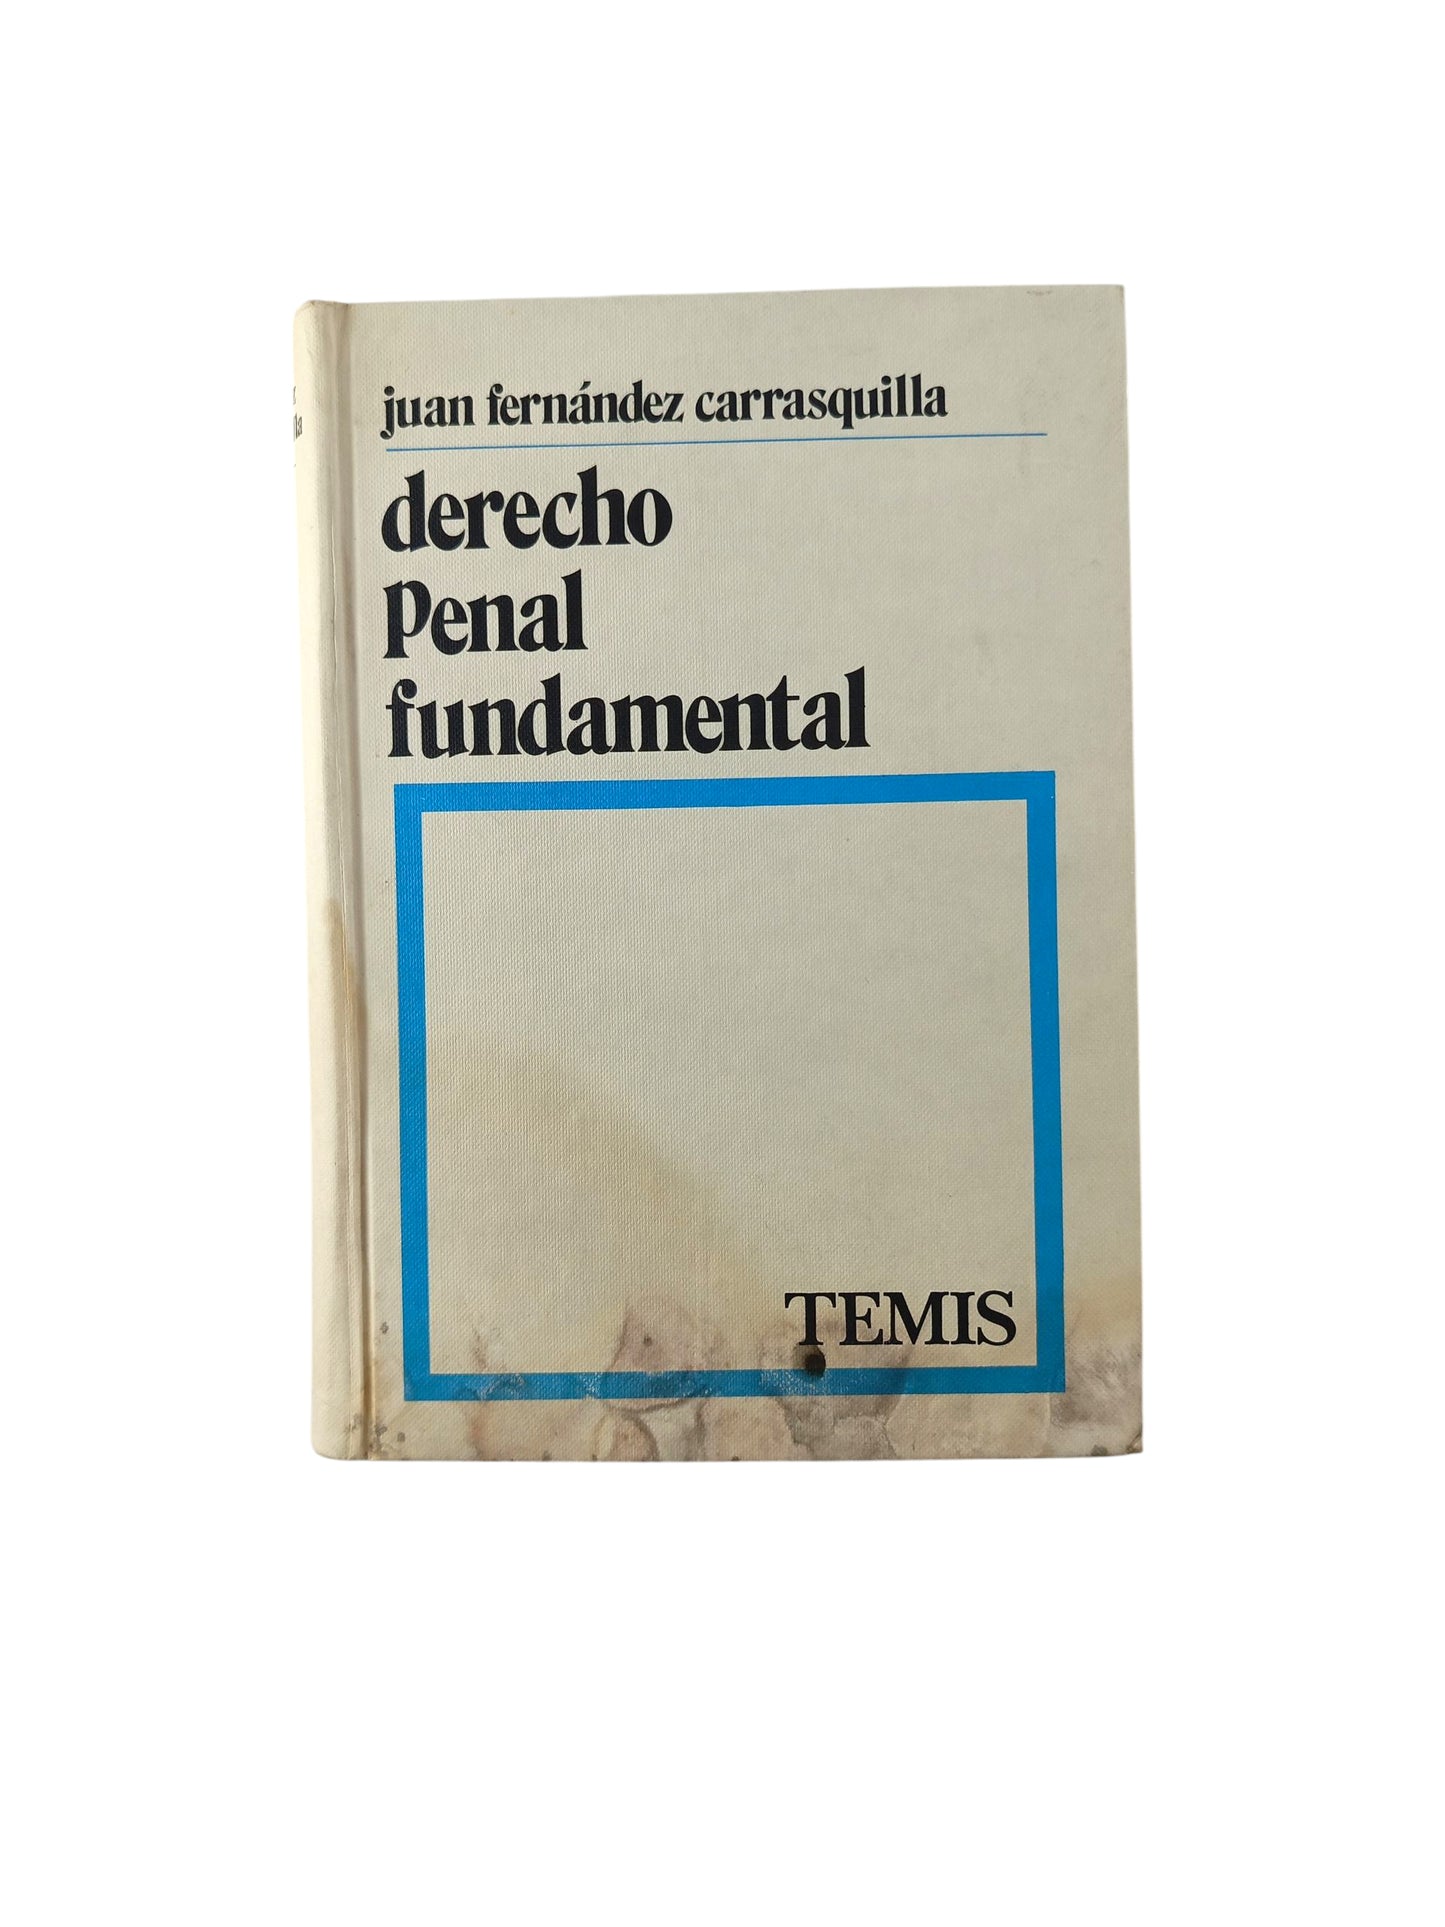 juan fernández carrasquilla
derecho
penal
fundamental
TEMIS